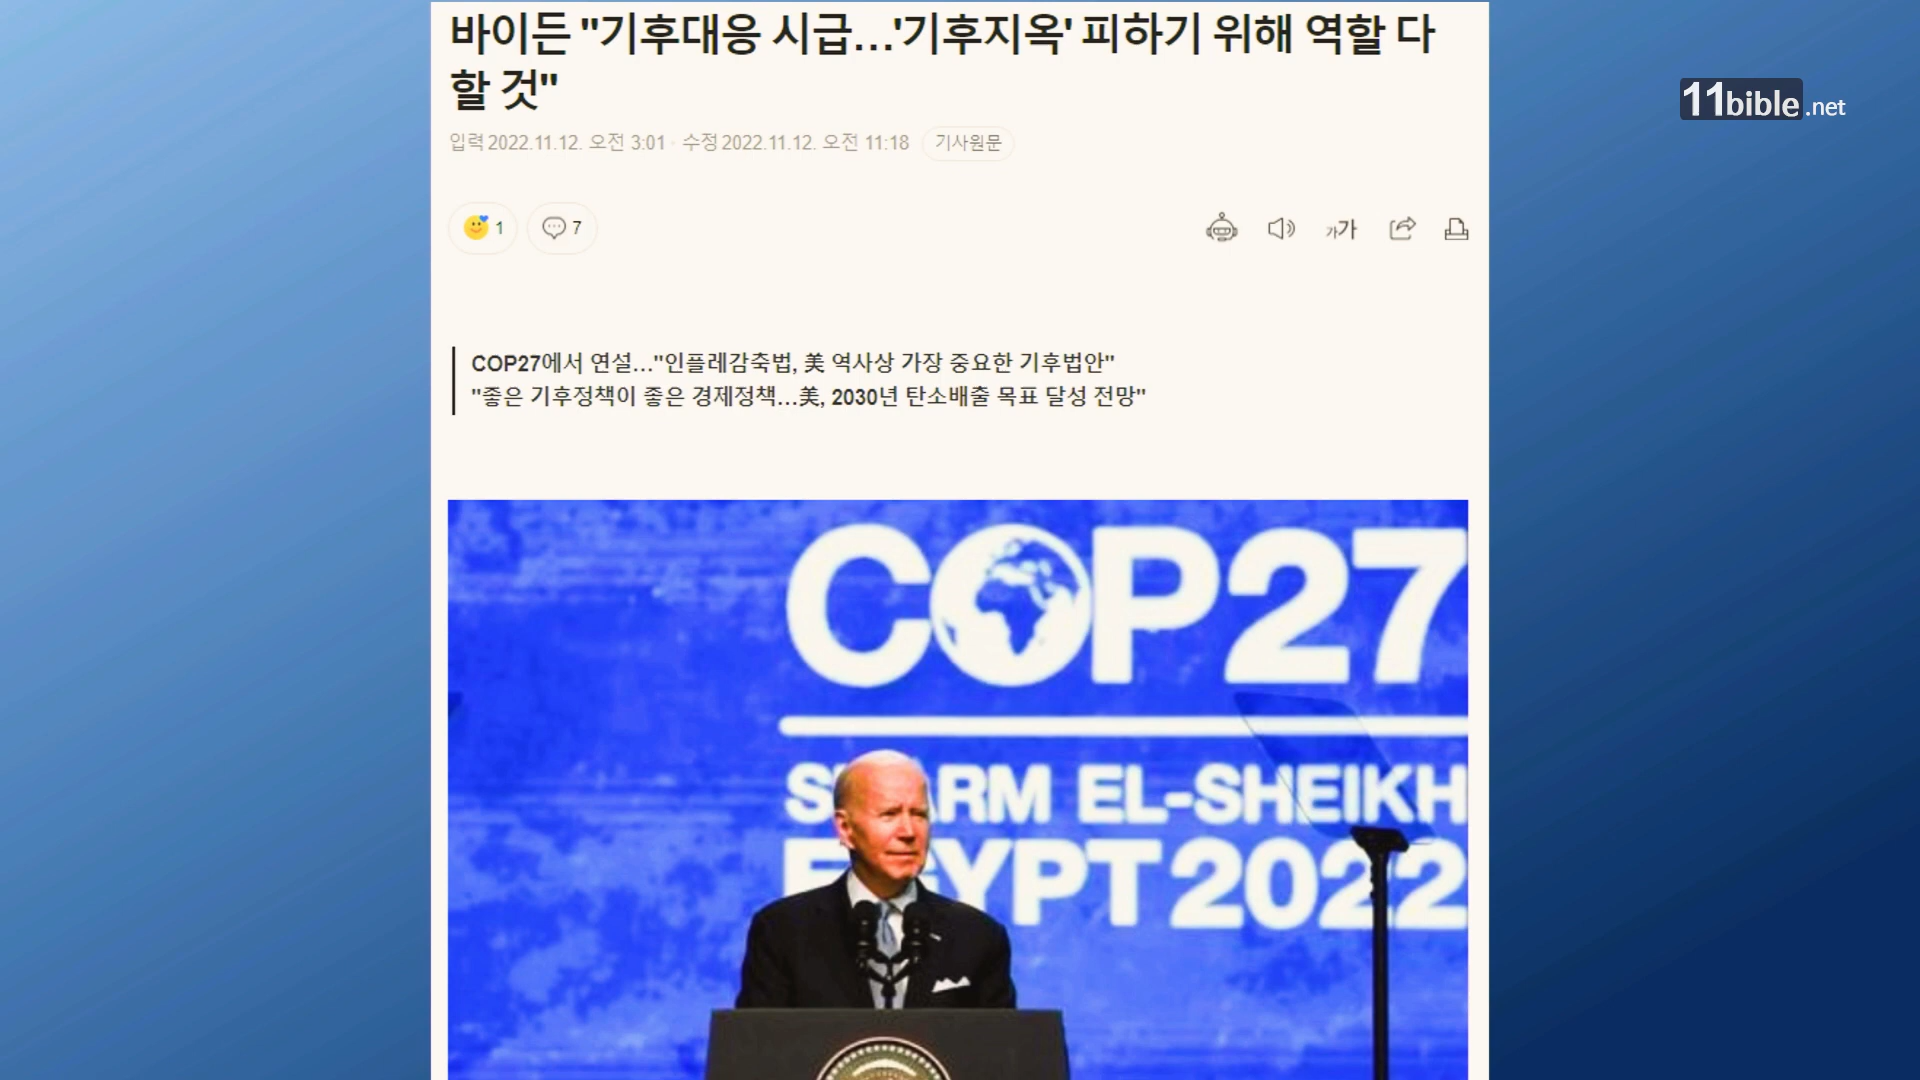 바이든 "기후대응 시급…'기후지옥' 피하기 위해 역할 다
할 것"
11bible.net
입력 2022.11.12. 오전 3:01 · 수정 2022.11.12. 오전 11:18 기사원문
1 7
가가
COP27에서 연설…"인플레감축법, 美 역사상 가장 중요한 기후법안"
"좋은 기후정책이 좋은 경제정책…美, 2030년 탄소배출 목표 달성 전망"
COP27
SHARM EL-SHEIKH
EGYPT 2022